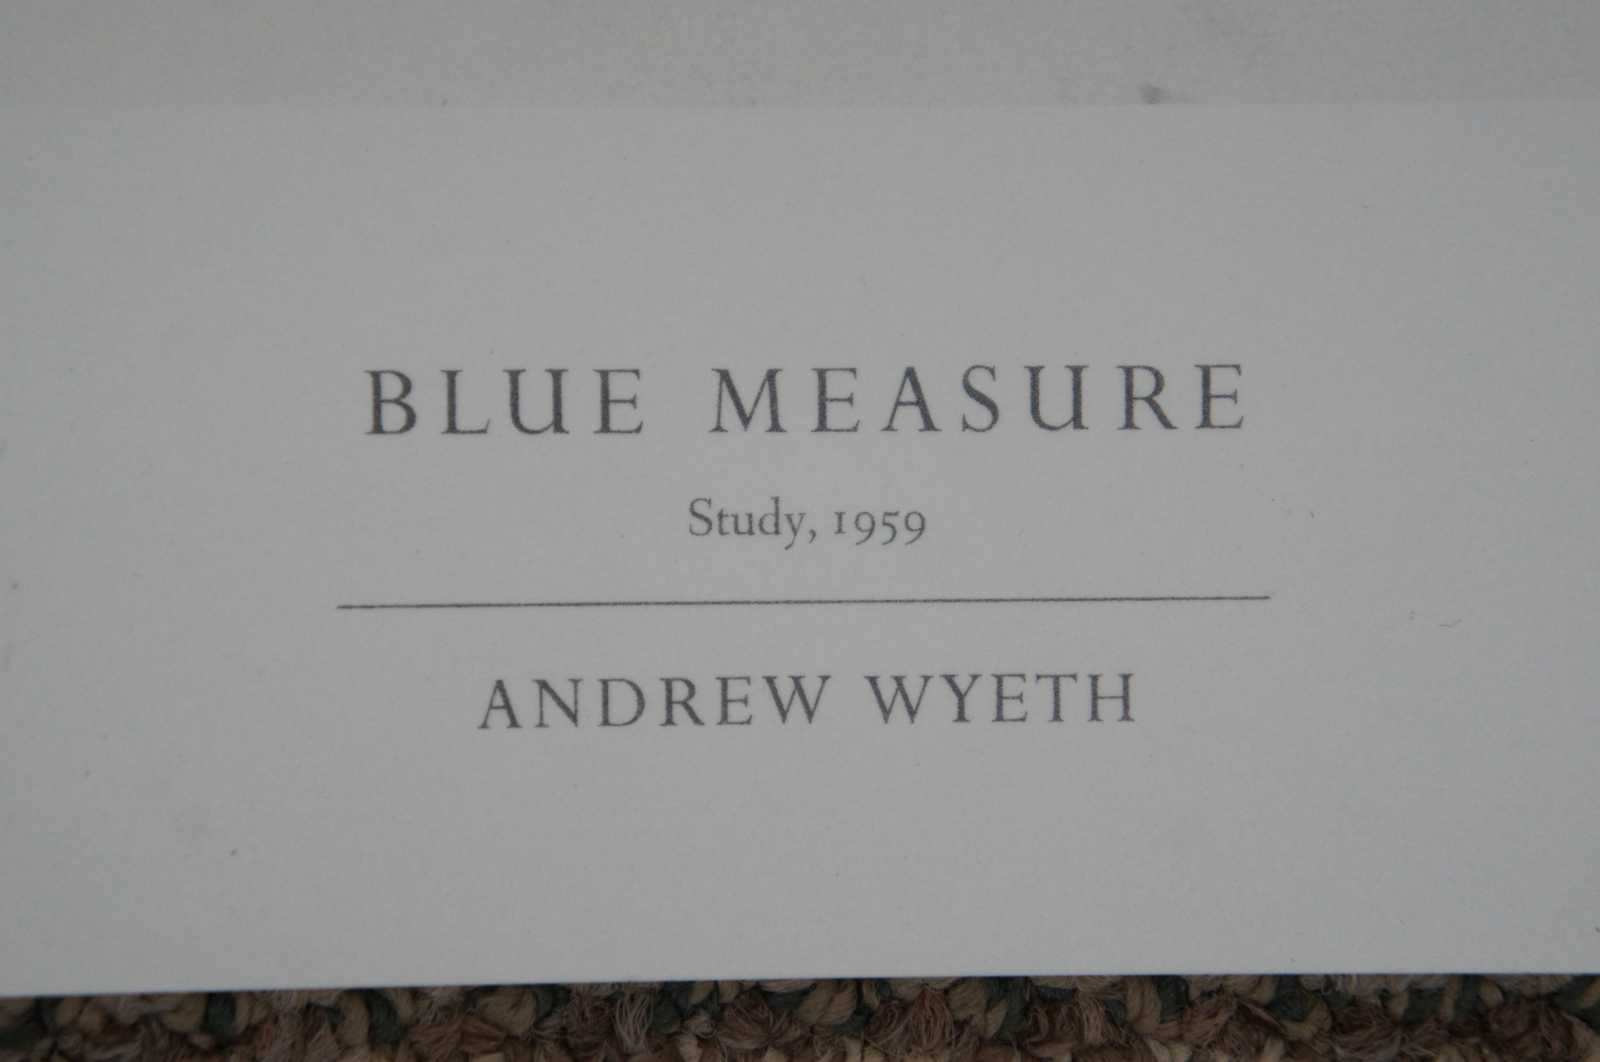 BLUE MEASURE
Study, 1959
ANDREW WYETH